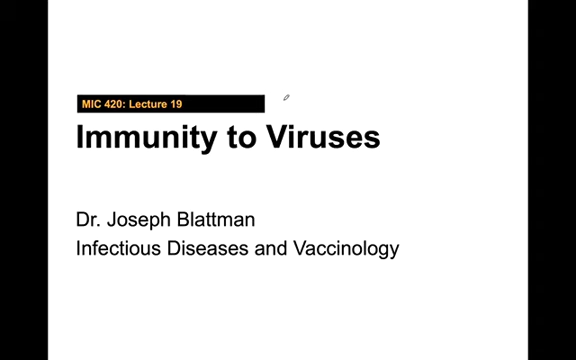 MIC 420: Lecture 19
Immunity to Viruses
Dr. Joseph Blattman
Infectious Diseases and Vaccinology